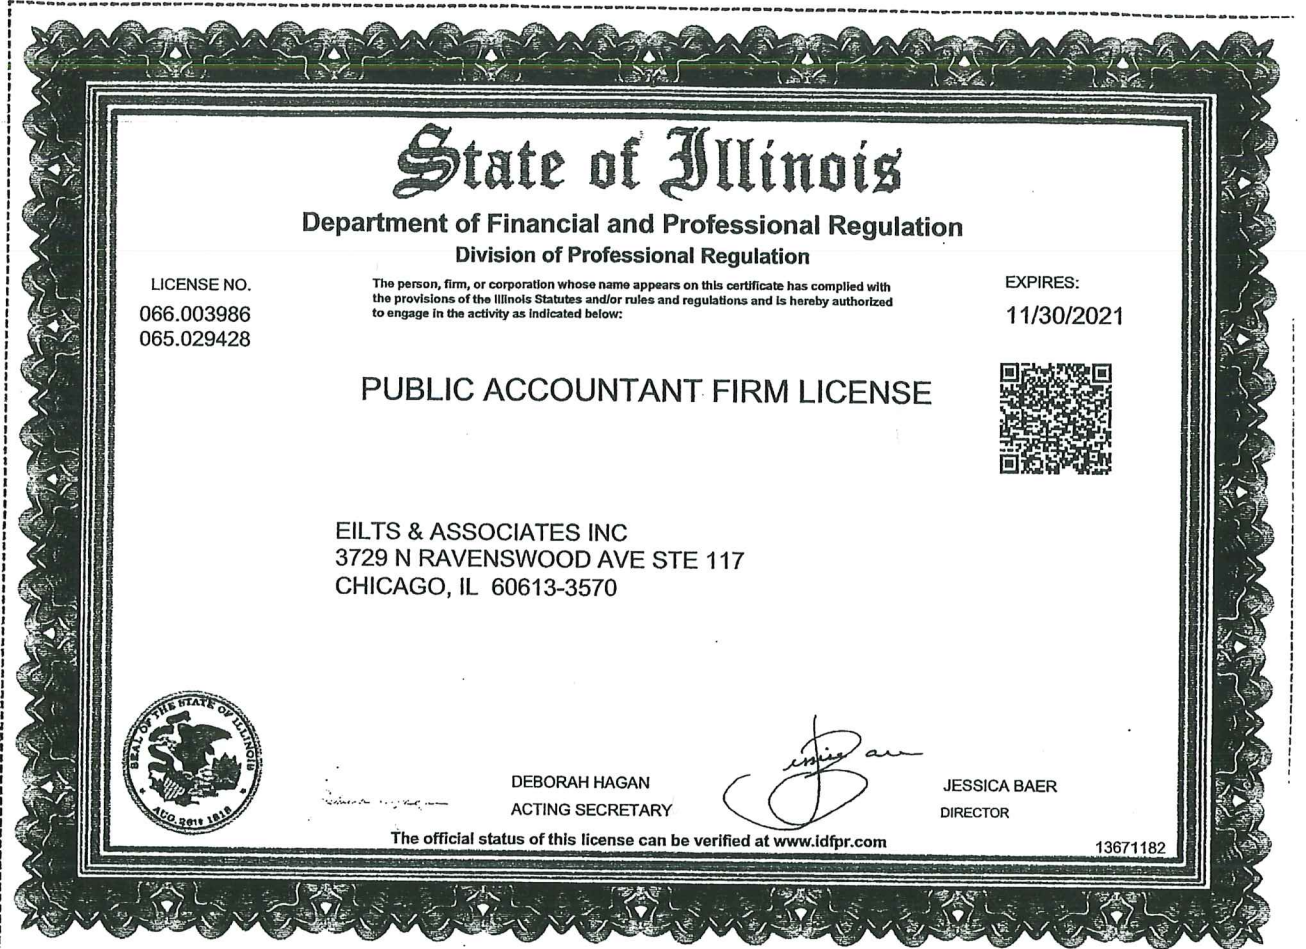 State of Illinois
Department of Financial and Professional Regulation
Division of Professional Regulation
LICENSE NO.
066.003986
065.029428
The person, firm, or corporation whose name appears on this certificate has complied with
the provisions of the Illinois Statutes and/or rules and regulations and is hereby authorized
to engage in the activity as indicated below:
EXPIRES:
11/30/2021
PUBLIC ACCOUNTANT FIRM LICENSE
EILTS & ASSOCIATES INC
3729 N RAVENSWOOD AVE STE 117
CHICAGO, IL 60613-3570
SEAL OF THE STATE OF ILLINOIS
AUG. 26TH 1818
DEBORAH HAGAN
ACTING SECRETARY
JESSICA BAER
DIRECTOR
The official status of this license can be verified at www.idfpr.com
13671182